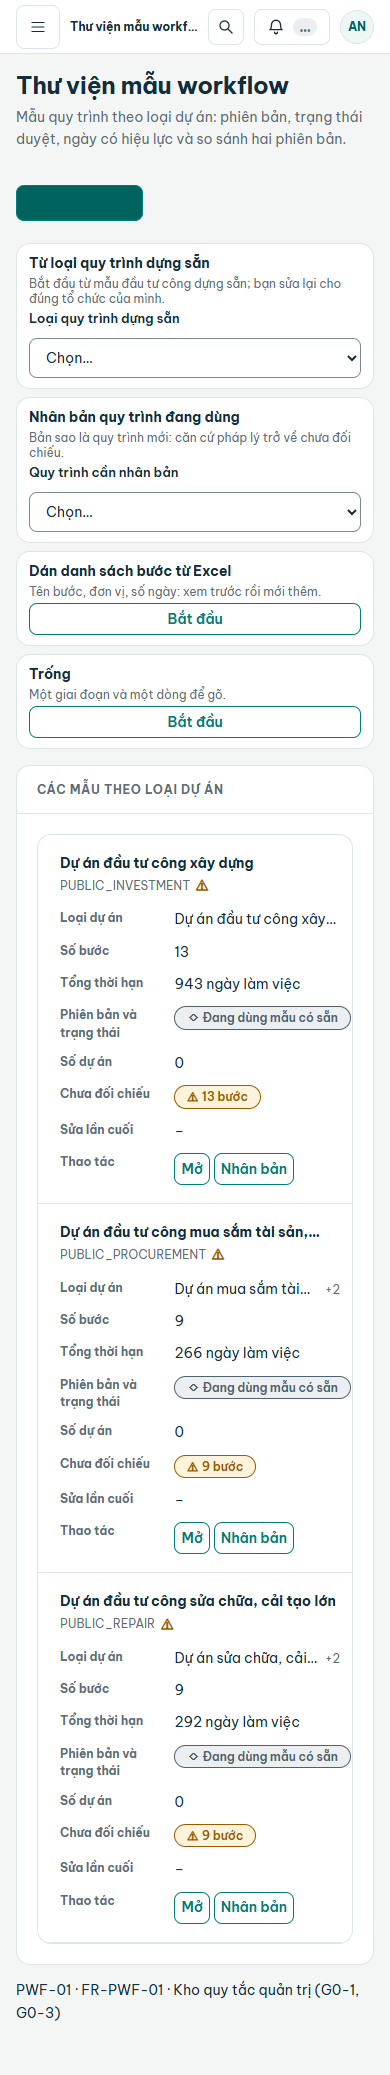 Thư viện mẫu workf...
...
AN
Thư viện mẫu workflow
Mẫu quy trình theo loại dự án: phiên bản, trạng thái
duyệt, ngày có hiệu lực và so sánh hai phiên bản.
Từ loại quy trình dựng sẵn
Bắt đầu từ mẫu đầu tư công dựng sẵn; bạn sửa lại cho
đúng tổ chức của mình.
Loại quy trình dựng sẵn
Chọn...
Nhân bản quy trình đang dùng
Bản sao là quy trình mới: căn cứ pháp lý trở về chưa đối
chiếu.
Quy trình cần nhân bản
Chọn...
Dán danh sách bước từ Excel
Tên bước, đơn vị, số ngày: xem trước rồi mới thêm.
Bắt đầu
Trống
Một giai đoạn và một dòng để gõ.
Bắt đầu
CÁC MẪU THEO LOẠI DỰ ÁN
Dự án đầu tư công xây dựng
PUBLIC_INVESTMENT
Loại dự án Dự án đầu tư công xây...
Số bước 13
Tổng thời hạn 943 ngày làm việc
Phiên bản và
trạng thái Đang dùng mẫu có sẵn
Số dự án 0
Chưa đối chiếu 13 bước
Sửa lần cuối –
Thao tác Mở Nhân bản
Dự án đầu tư công mua sắm tài sản,...
PUBLIC_PROCUREMENT
Loại dự án Dự án mua sắm tài... +2
Số bước 9
Tổng thời hạn 266 ngày làm việc
Phiên bản và
trạng thái Đang dùng mẫu có sẵn
Số dự án 0
Chưa đối chiếu 9 bước
Sửa lần cuối –
Thao tác Mở Nhân bản
Dự án đầu tư công sửa chữa, cải tạo lớn
PUBLIC_REPAIR
Loại dự án Dự án sửa chữa, cải... +2
Số bước 9
Tổng thời hạn 292 ngày làm việc
Phiên bản và
trạng thái Đang dùng mẫu có sẵn
Số dự án 0
Chưa đối chiếu 9 bước
Sửa lần cuối –
Thao tác Mở Nhân bản
PWF-01 · FR-PWF-01 · Kho quy tắc quản trị (G0-1,
G0-3)